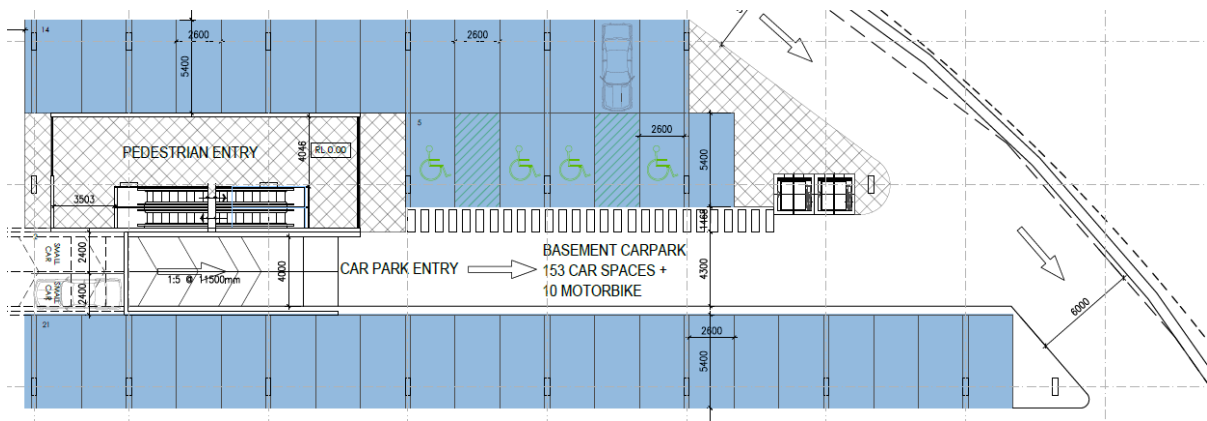 14
2600
2600
5400
5
PEDESTRIAN ENTRY
4046
RL 0.00
2600
5400
3503
1468
SMALL CAR
2400
CAR PARK ENTRY
BASEMENT CARPARK
153 CAR SPACES +
10 MOTORBIKE
1:5 @ 11500mm
4000
4300
SMALL CAR
2400
6000
21
2600
5400